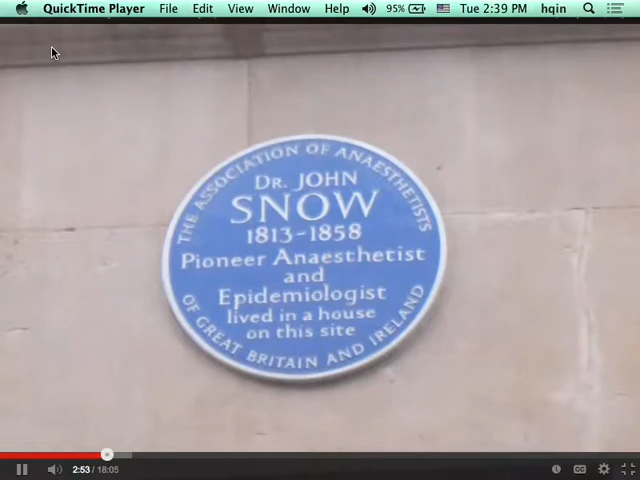 QuickTime Player File Edit View Window Help 95% Tue 2:39 PM hqin
THE ASSOCIATION OF ANAESTHETISTS
DR. JOHN
SNOW
1813-1858
Pioneer Anaesthetist
and
Epidemiologist
lived in a house
on this site
OF GREAT BRITAIN AND IRELAND
2:53 / 18:05
CC